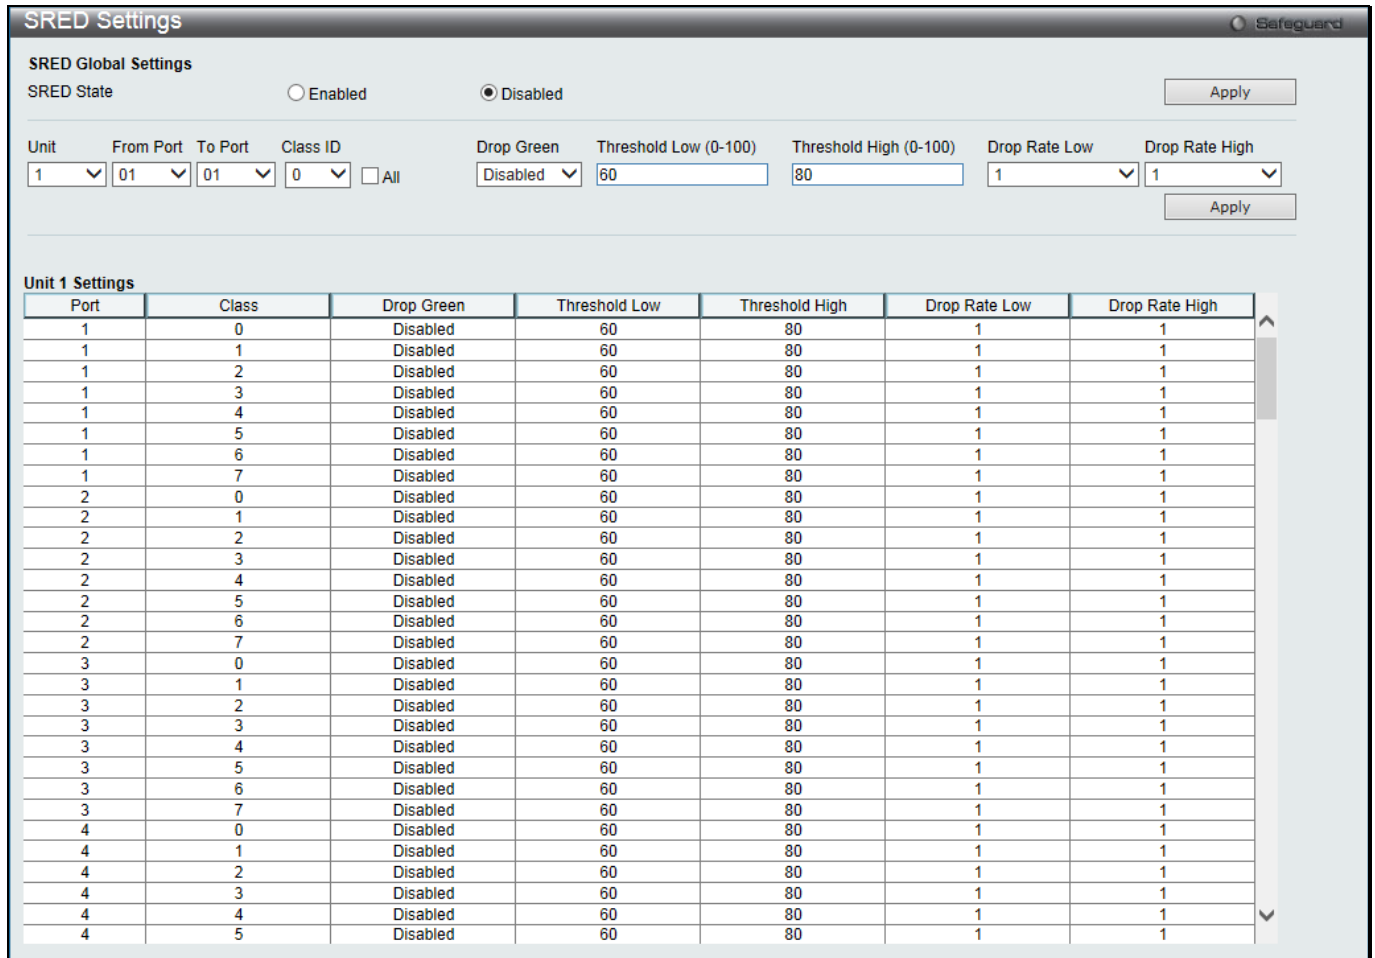 SRED Settings
Safeguard
SRED Global Settings
SRED State Enabled Disabled Apply
Unit From Port To Port Class ID Drop Green Threshold Low (0-100) Threshold High (0-100) Drop Rate Low Drop Rate High
1 01 01 0 All Disabled 60 80 1 1
Apply
Unit 1 Settings
Port Class Drop Green Threshold Low Threshold High Drop Rate Low Drop Rate High
1 0 Disabled 60 80 1 1
1 1 Disabled 60 80 1 1
1 2 Disabled 60 80 1 1
1 3 Disabled 60 80 1 1
1 4 Disabled 60 80 1 1
1 5 Disabled 60 80 1 1
1 6 Disabled 60 80 1 1
1 7 Disabled 60 80 1 1
2 0 Disabled 60 80 1 1
2 1 Disabled 60 80 1 1
2 2 Disabled 60 80 1 1
2 3 Disabled 60 80 1 1
2 4 Disabled 60 80 1 1
2 5 Disabled 60 80 1 1
2 6 Disabled 60 80 1 1
2 7 Disabled 60 80 1 1
3 0 Disabled 60 80 1 1
3 1 Disabled 60 80 1 1
3 2 Disabled 60 80 1 1
3 3 Disabled 60 80 1 1
3 4 Disabled 60 80 1 1
3 5 Disabled 60 80 1 1
3 6 Disabled 60 80 1 1
3 7 Disabled 60 80 1 1
4 0 Disabled 60 80 1 1
4 1 Disabled 60 80 1 1
4 2 Disabled 60 80 1 1
4 3 Disabled 60 80 1 1
4 4 Disabled 60 80 1 1
4 5 Disabled 60 80 1 1